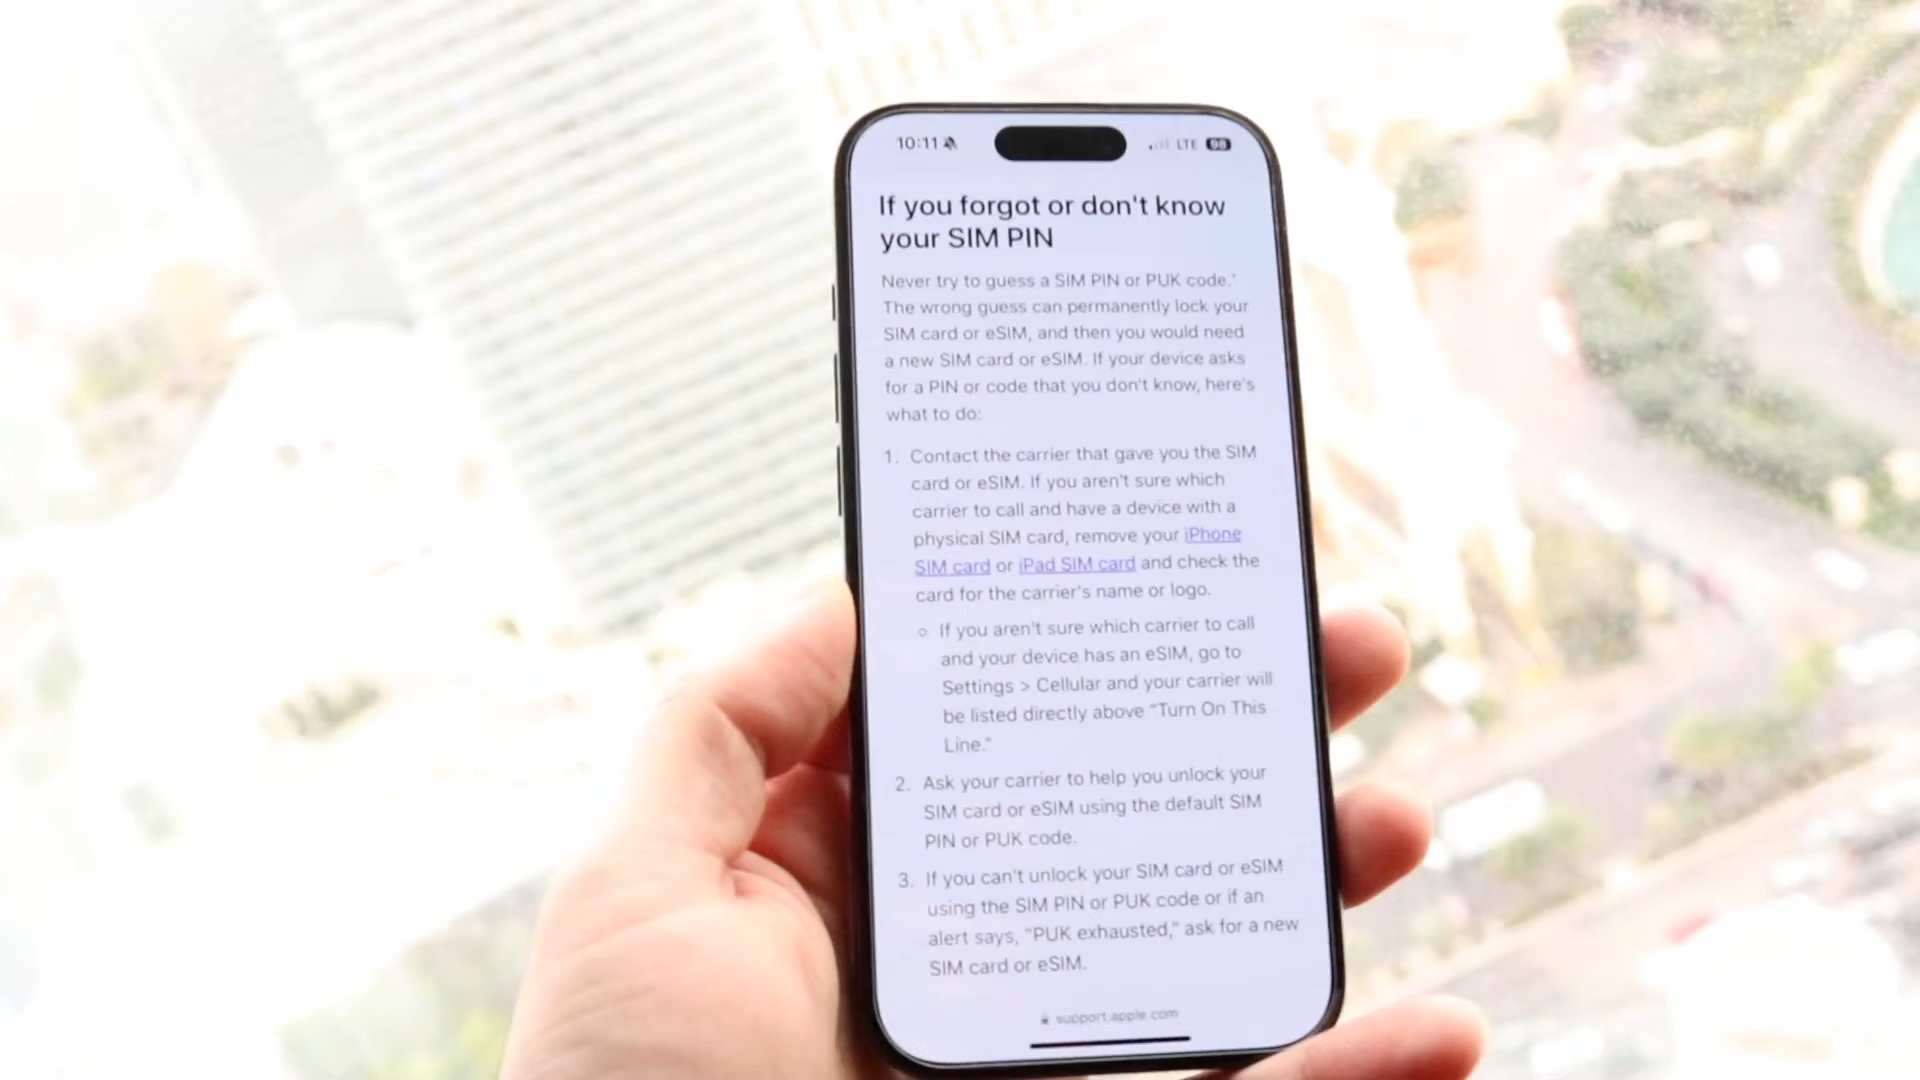 10:11 LTE 98
If you forgot or don't know
your SIM PIN
Never try to guess a SIM PIN or PUK code.*
The wrong guess can permanently lock your
SIM card or eSIM, and then you would need
a new SIM card or eSIM. If your device asks
for a PIN or code that you don't know, here's
what to do:
1. Contact the carrier that gave you the SIM
card or eSIM. If you aren't sure which
carrier to call and have a device with a
physical SIM card, remove your iPhone
SIM card or iPad SIM card and check the
card for the carrier's name or logo.
○ If you aren't sure which carrier to call
and your device has an eSIM, go to
Settings > Cellular and your carrier will
be listed directly above “Turn On This
Line.”
2. Ask your carrier to help you unlock your
SIM card or eSIM using the default SIM
PIN or PUK code.
3. If you can't unlock your SIM card or eSIM
using the SIM PIN or PUK code or if an
alert says, “PUK exhausted,” ask for a new
SIM card or eSIM.
support.apple.com